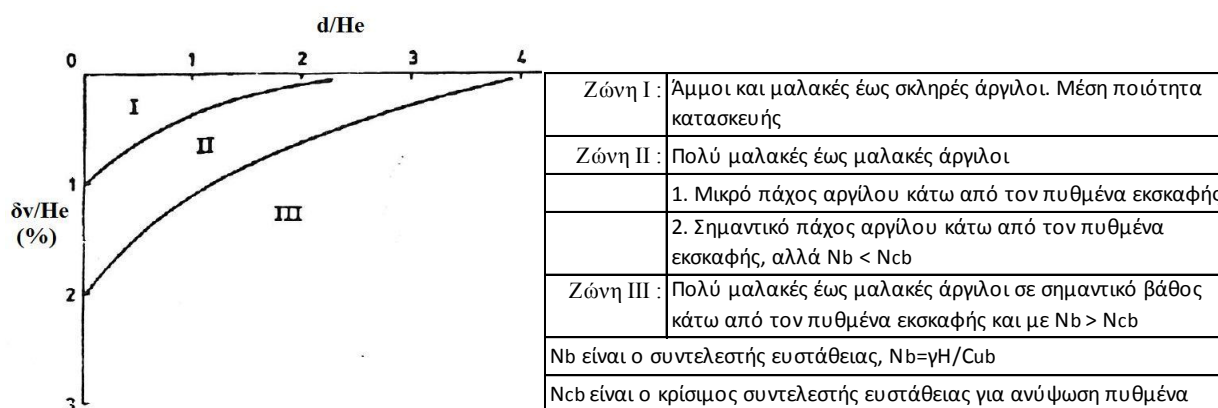 d/He
0 1 2 3 4
I
II
1
δv/He
(%)
III
2
3
Ζώνη Ι : Άμμοι και μαλακές έως σκληρές άργιλοι. Μέση ποιότητα
κατασκευής
Ζώνη ΙΙ : Πολύ μαλακές έως μαλακές άργιλοι
1. Μικρό πάχος αργίλου κάτω από τον πυθμένα εκσκαφής
2. Σημαντικό πάχος αργίλου κάτω από τον πυθμένα
εκσκαφής, αλλά Nb < Ncb
Ζώνη ΙΙΙ : Πολύ μαλακές έως μαλακές άργιλοι σε σημαντικό βάθος
κάτω από τον πυθμένα εκσκαφής και με Nb > Ncb
Nb είναι ο συντελεστής ευστάθειας, Nb=γH/Cub
Ncb είναι ο κρίσιμος συντελεστής ευστάθειας για ανύψωση πυθμένα